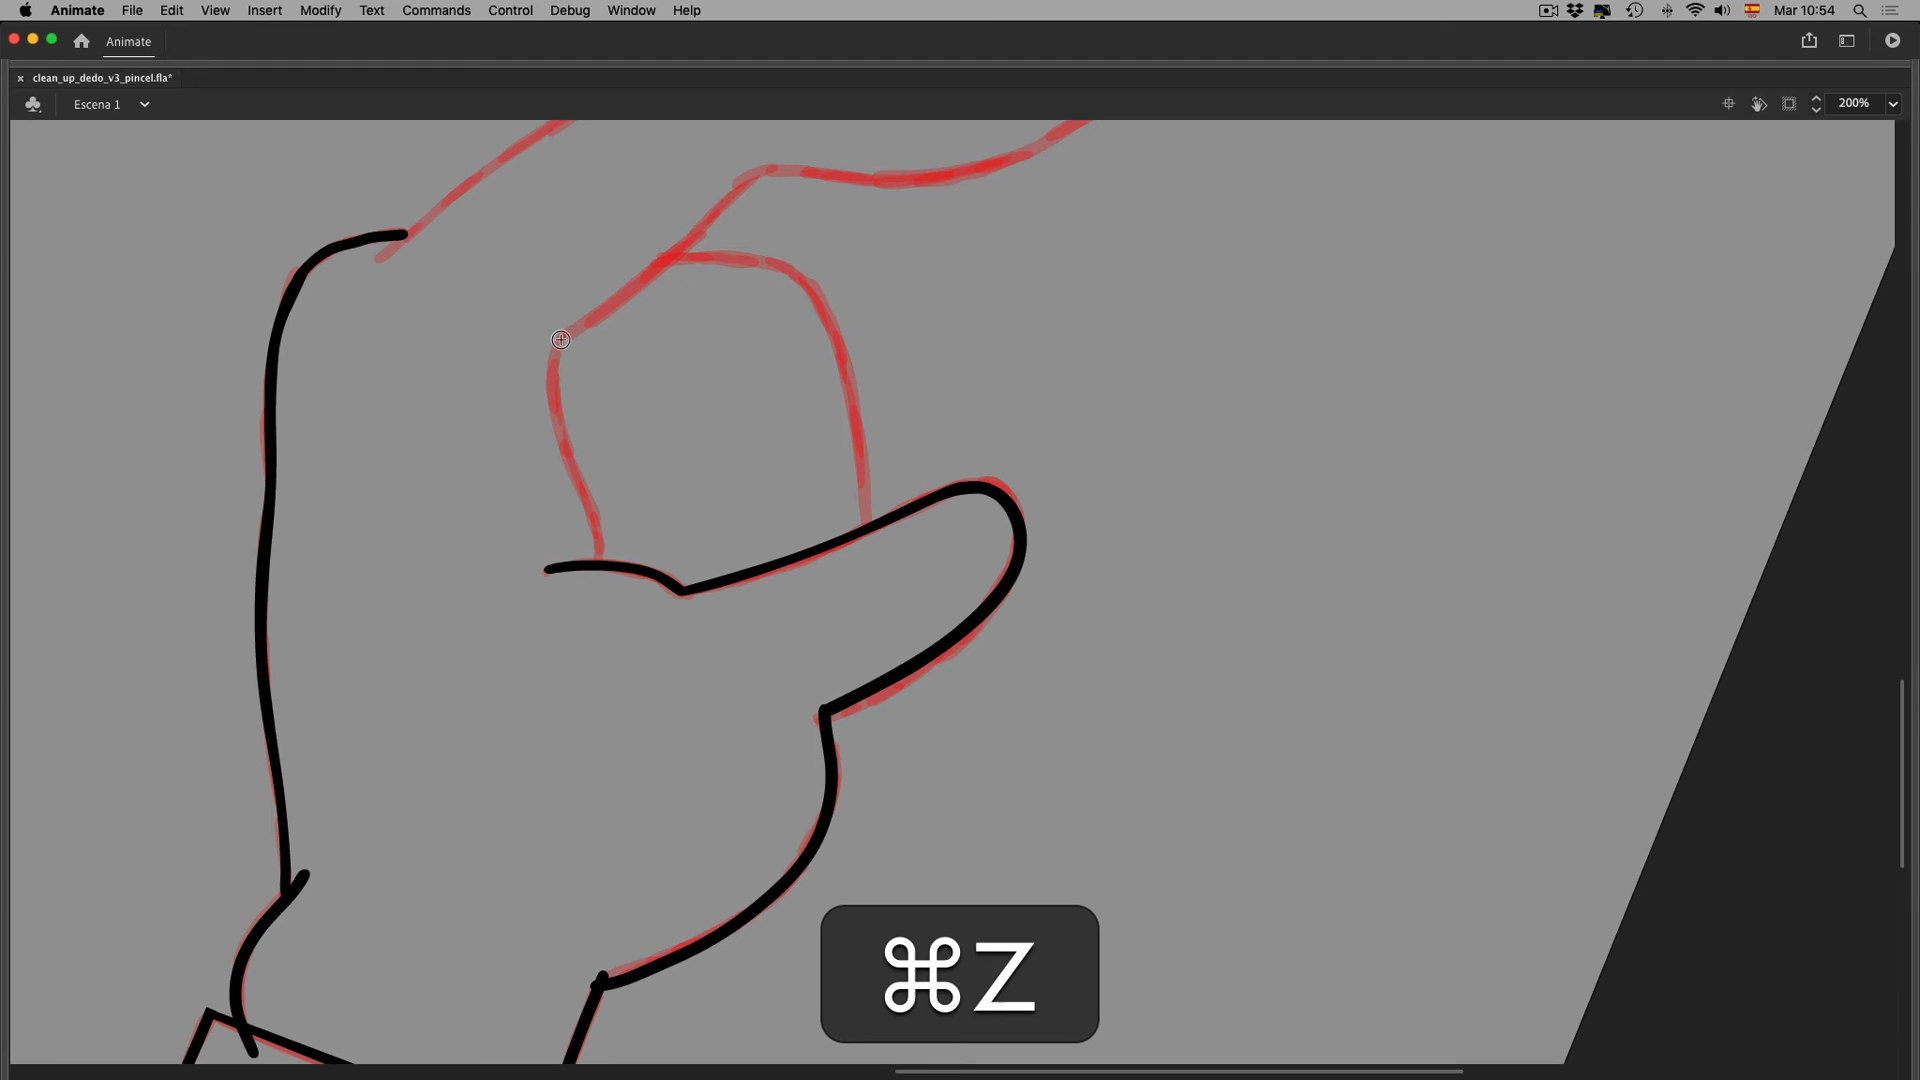 Animate File Edit View Insert Modify Text Commands Control Debug Window Help Mar 10:54
Animate
clean_up_dedo_v3_pincel.fla*
Escena 1 200%
⌘Z